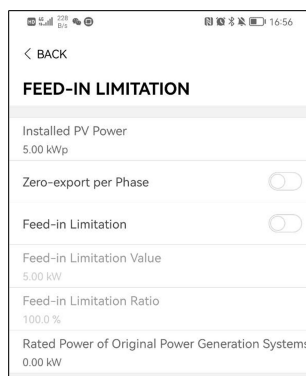 HD 4G 228 B/s 16:56
< BACK
FEED-IN LIMITATION
Installed PV Power
5.00 kWp
Zero-export per Phase
Feed-in Limitation
Feed-in Limitation Value
5.00 kW
Feed-in Limitation Ratio
100.0 %
Rated Power of Original Power Generation Systems
0.00 kW